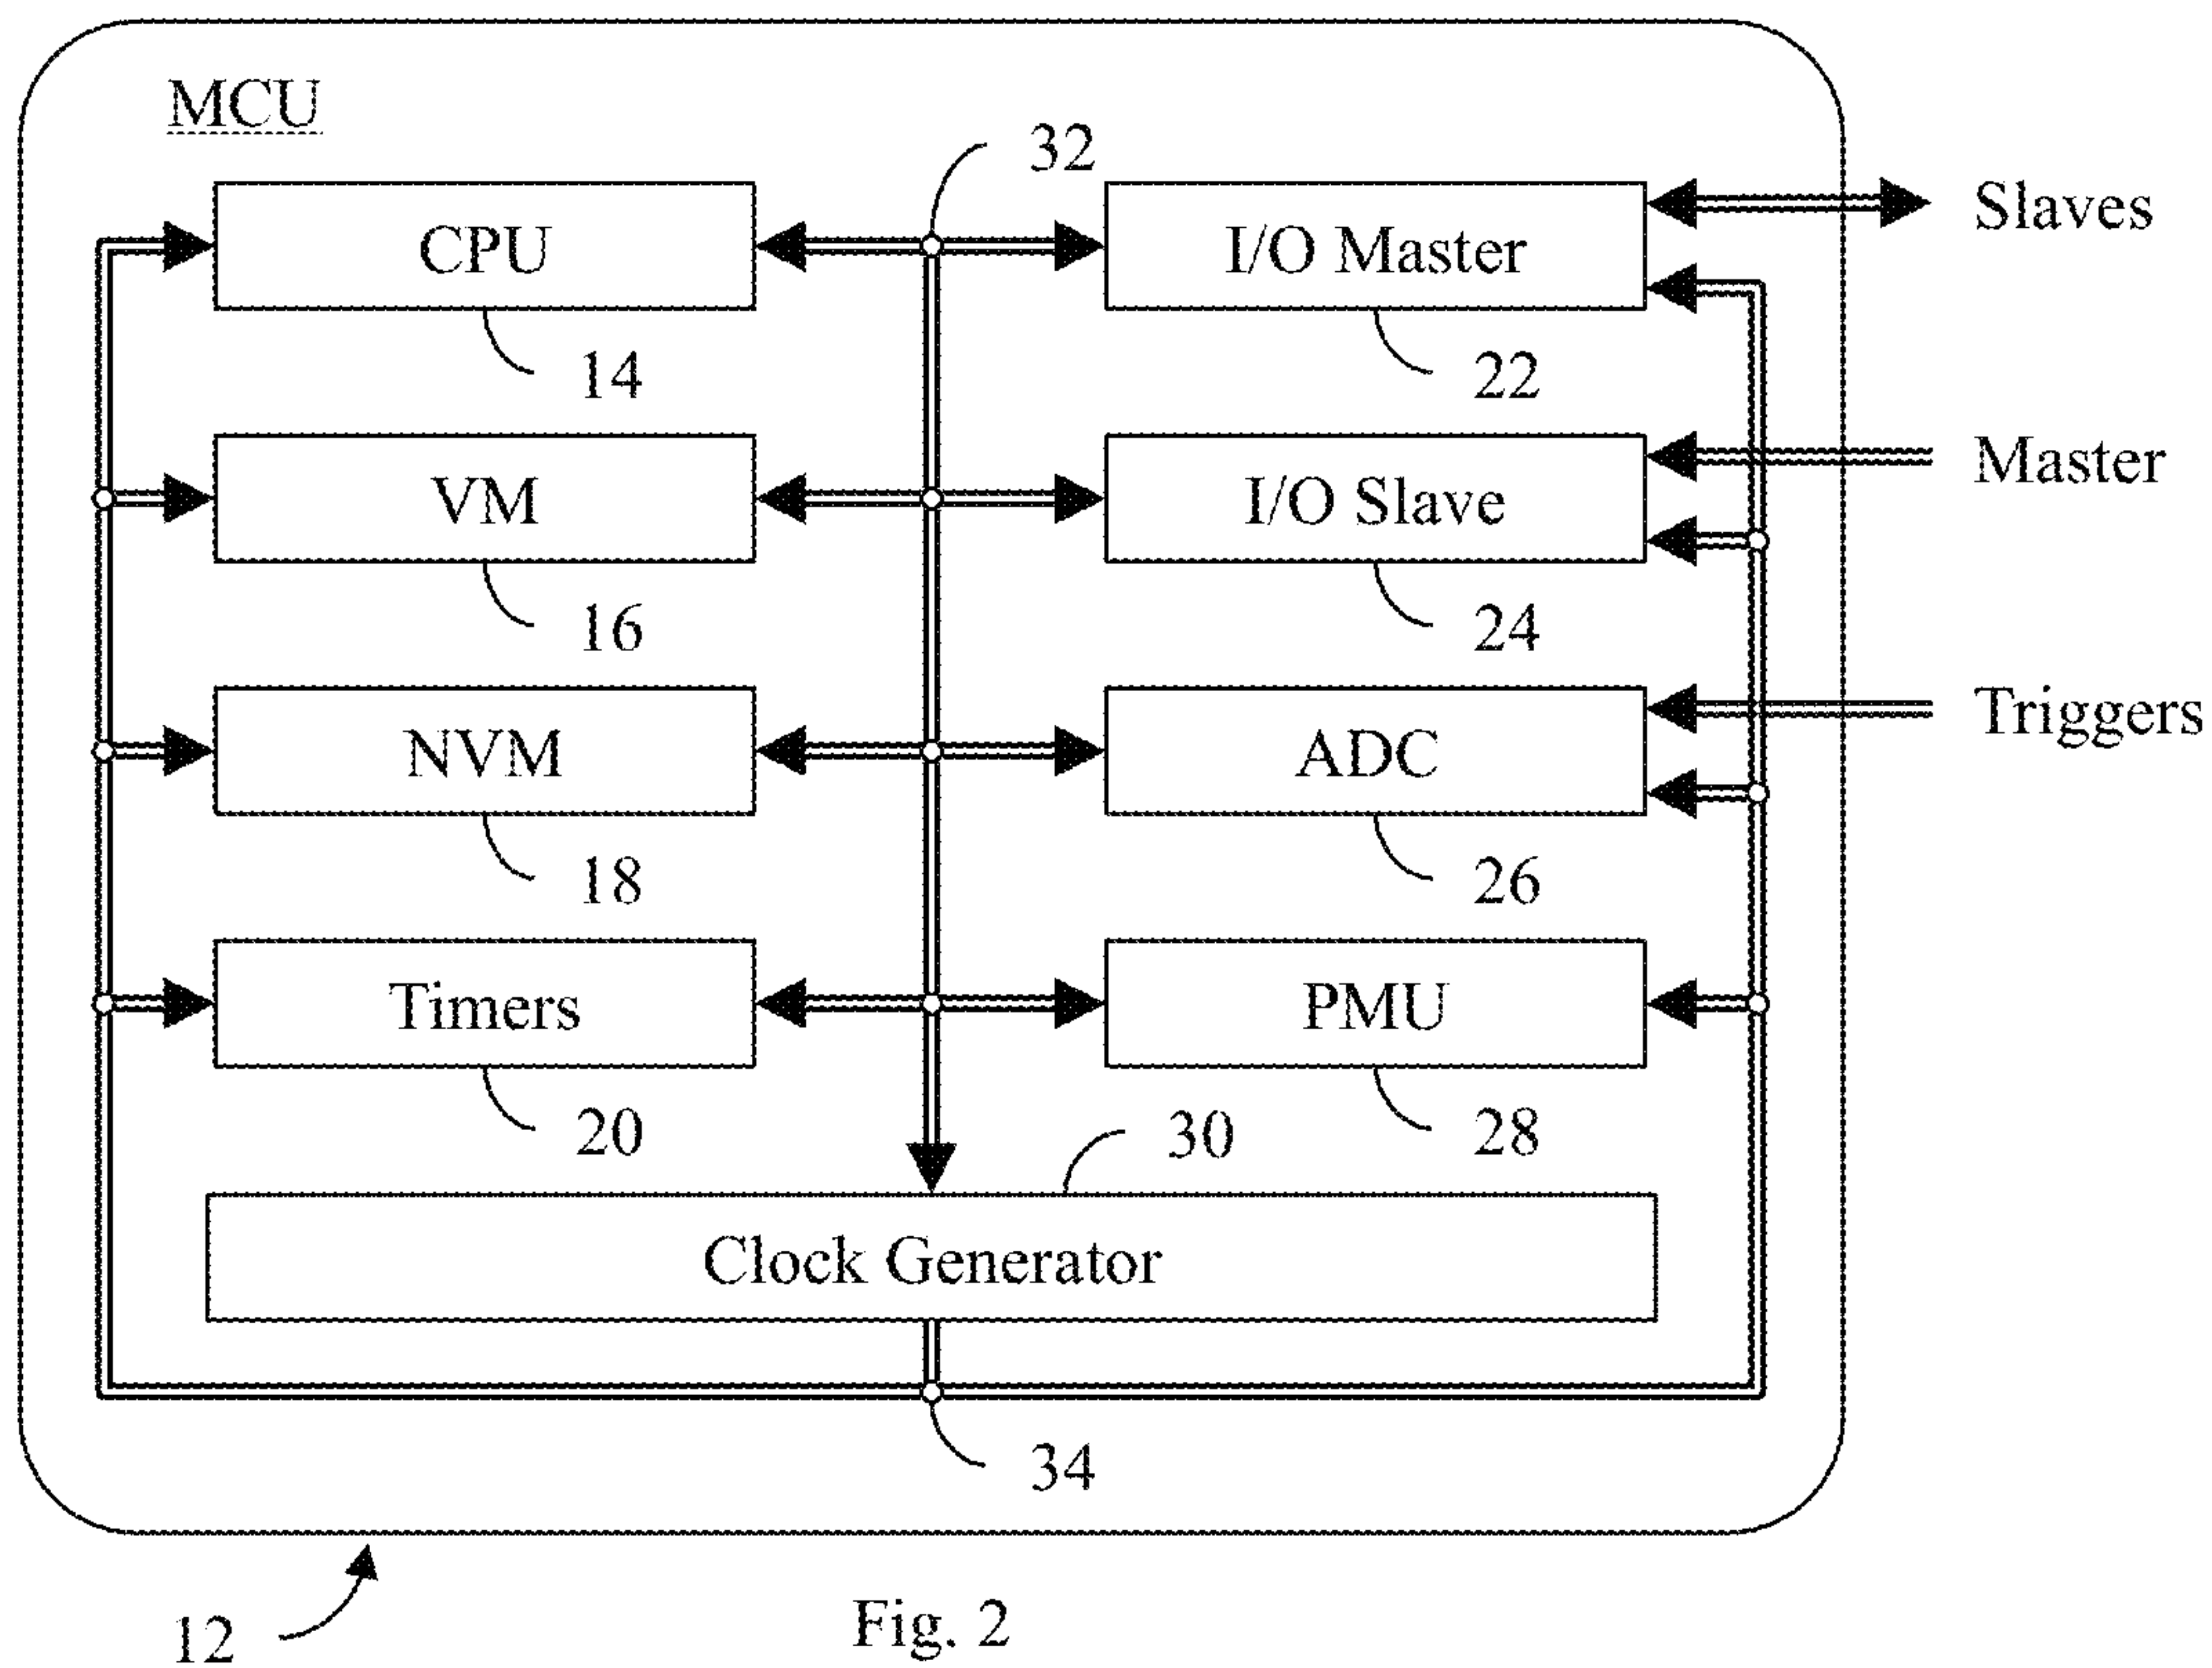 MCU
32
CPU
I/O Master
Slaves
14
22
VM
I/O Slave
Master
16
24
NVM
ADC
Triggers
18
26
Timers
PMU
20
30
28
Clock Generator
34
12
Fig. 2